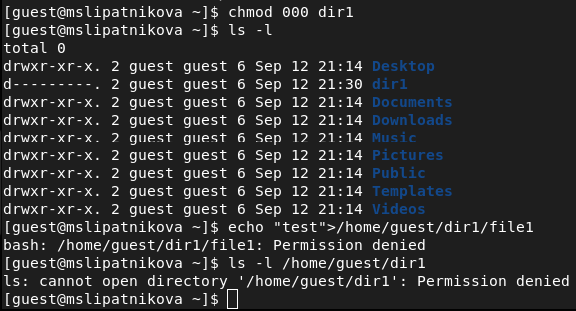 [guest@mslipatnikova ~]$ chmod 000 dir1
[guest@mslipatnikova ~]$ ls -l
total 0
drwxr-xr-x. 2 guest guest 6 Sep 12 21:14 Desktop
d---------. 2 guest guest 6 Sep 12 21:30 dir1
drwxr-xr-x. 2 guest guest 6 Sep 12 21:14 Documents
drwxr-xr-x. 2 guest guest 6 Sep 12 21:14 Downloads
drwxr-xr-x. 2 guest guest 6 Sep 12 21:14 Music
drwxr-xr-x. 2 guest guest 6 Sep 12 21:14 Pictures
drwxr-xr-x. 2 guest guest 6 Sep 12 21:14 Public
drwxr-xr-x. 2 guest guest 6 Sep 12 21:14 Templates
drwxr-xr-x. 2 guest guest 6 Sep 12 21:14 Videos
[guest@mslipatnikova ~]$ echo "test">/home/guest/dir1/file1
bash: /home/guest/dir1/file1: Permission denied
[guest@mslipatnikova ~]$ ls -l /home/guest/dir1
ls: cannot open directory '/home/guest/dir1': Permission denied
[guest@mslipatnikova ~]$